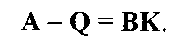 A – Q = BK.